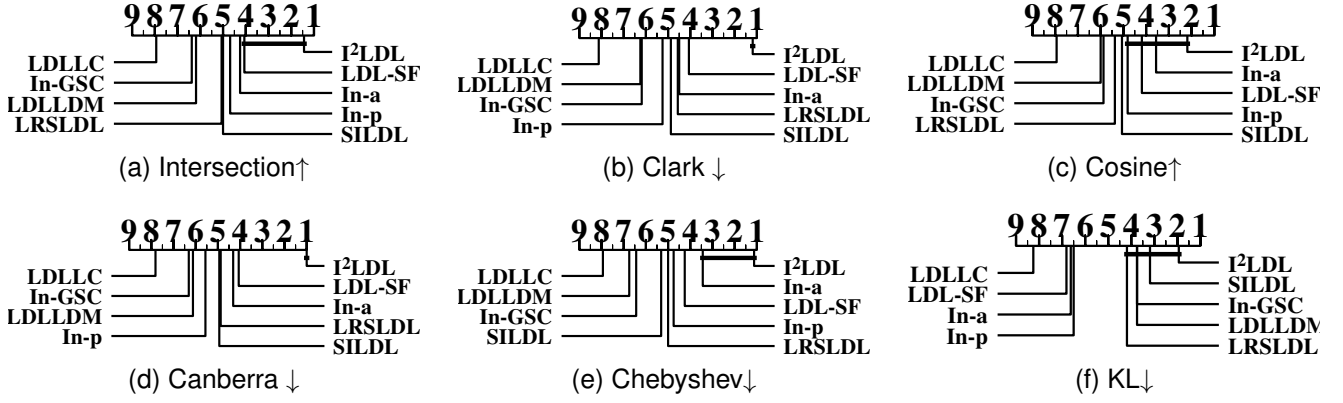 9 8 7 6 5 4 3 2 1
LDLLC
In-GSC
LDLLDM
LRSLDL
I²LDL
LDL-SF
In-a
In-p
SILDL
(a) Intersection↑
9 8 7 6 5 4 3 2 1
LDLLC
LDLLDM
In-GSC
In-p
I²LDL
LDL-SF
In-a
LRSLDL
SILDL
(b) Clark ↓
9 8 7 6 5 4 3 2 1
LDLLC
LDLLDM
In-GSC
LRSLDL
I²LDL
In-a
LDL-SF
In-p
SILDL
(c) Cosine↑
9 8 7 6 5 4 3 2 1
LDLLC
In-GSC
LDLLDM
In-p
I²LDL
LDL-SF
In-a
LRSLDL
SILDL
(d) Canberra ↓
9 8 7 6 5 4 3 2 1
LDLLC
LDLLDM
In-GSC
SILDL
I²LDL
In-a
LDL-SF
In-p
LRSLDL
(e) Chebyshev↓
9 8 7 6 5 4 3 2 1
LDLLC
LDL-SF
In-a
In-p
I²LDL
SILDL
In-GSC
LDLLDM
LRSLDL
(f) KL↓